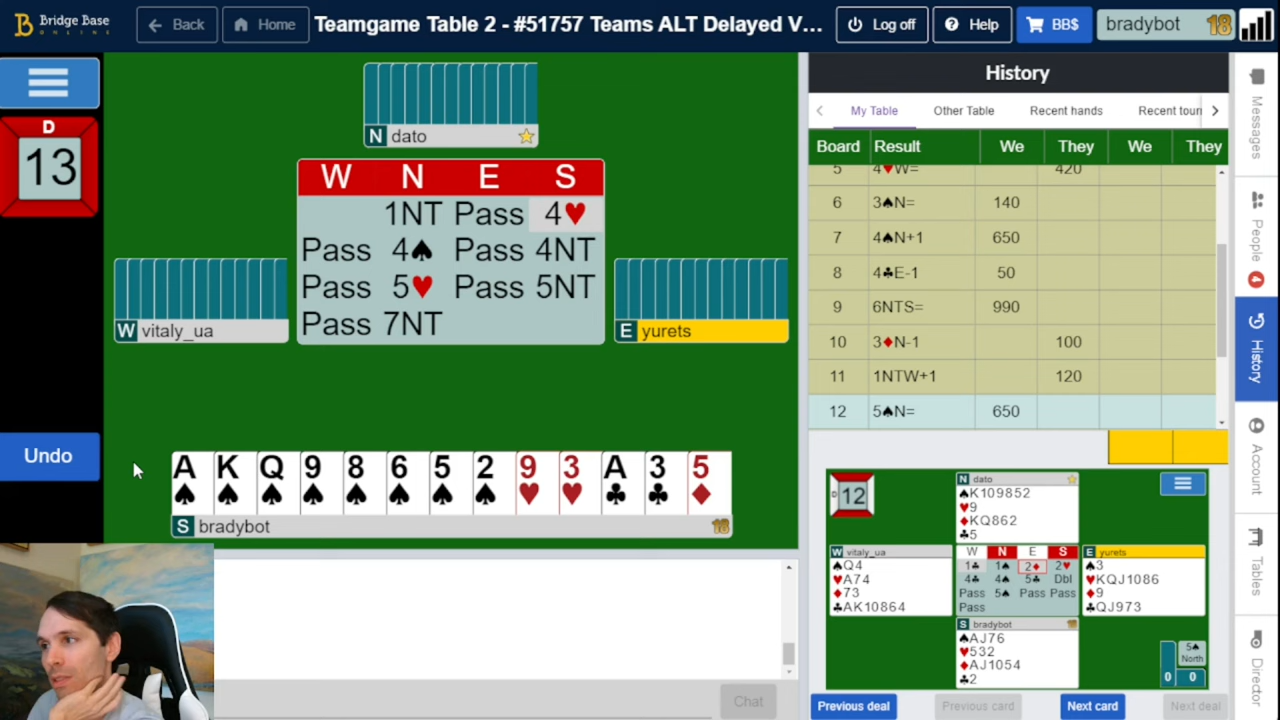 Bridge Base
ONLINE
Back
Home
Teamgame Table 2 - #51757 Teams ALT Delayed V...
Log off
Help
BB$
bradybot 18
D
13
N dato
W N E S
1NT Pass 4♥
Pass 4♠ Pass 4NT
Pass 5♥ Pass 5NT
Pass 7NT
W vitaly_ua
E yurets
Undo
A K Q 9 8 6 5 2 9 3 A 3 5
♠ ♠ ♠ ♠ ♠ ♠ ♠ ♠ ♥ ♥ ♣ ♣ ♦
S bradybot 18
Chat
History
My Table Other Table Recent hands Recent tourn
Board Result We They We They
5 4♥W= 420
6 3♠N= 140
7 4♠N+1 650
8 4♣E-1 50
9 6NTS= 990
10 3♦N-1 100
11 1NTW+1 120
12 5♠N= 650
D 12
N dato
♠K109852
♥9
♦KQ862
♣5
W vitaly_ua
♠Q4
♥A74
♦73
♣AK10864
W N E S
1♣ 1♠ 2♦ 2♥
4♣ 4♠ 5♣ Dbl
Pass 5♠ Pass Pass
Pass
E yurets
♠3
♥KQJ1086
♦9
♣QJ973
S bradybot 18
♠AJ76
♥532
♦AJ1054
♣2
5♠
North
0 0
Previous deal Previous card Next card Next deal
Messages
People
4
History
Account
Tables
Director